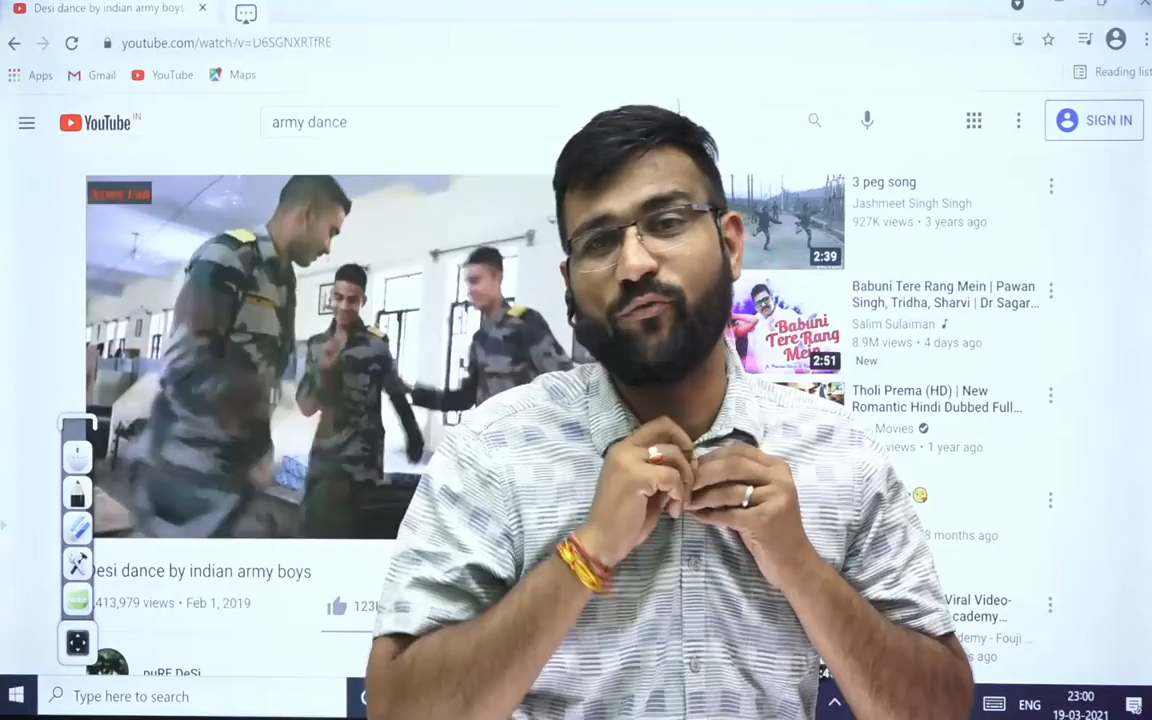 Desi dance by indian army boys
youtube.com/watch?v=D6SGNXRTfRE
Apps
Gmail
YouTube
Maps
Reading list
YouTube IN
army dance
SIGN IN
3 peg song
Jashmeet Singh Singh
927K views • 3 years ago
2:39
Babuni Tere Rang Mein | Pawan
Singh, Tridha, Sharvi | Dr Sagar...
Salim Sulaiman
8.9M views • 4 days ago
New
Babuni
Tere Rang
Mein
2:51
Tholi Prema (HD) | New
Romantic Hindi Dubbed Full...
Movies
views • 1 year ago
8 months ago
Desi dance by indian army boys
413,979 views • Feb 1, 2019
123
Viral Video-
cademy...
demy - Fouji ...
s ago
puRE DeSi
Type here to search
ENG
23:00
19-03-2021